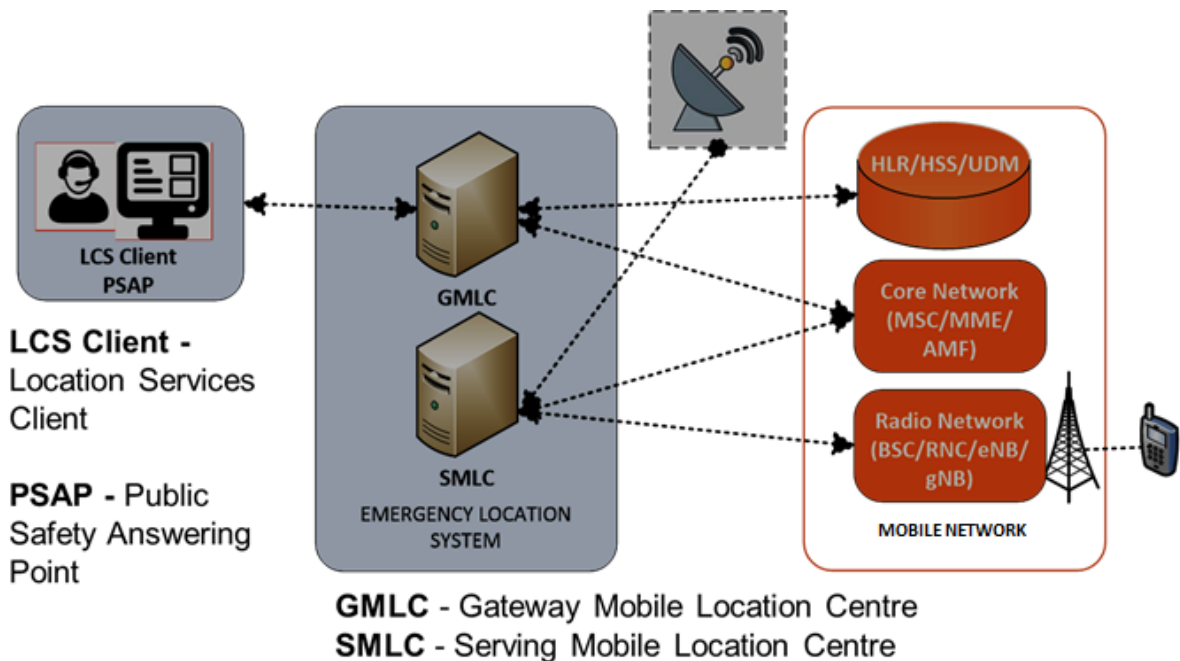 LCS Client
PSAP
LCS Client -
Location Services
Client
PSAP - Public
Safety Answering
Point
GMLC
SMLC
EMERGENCY LOCATION
SYSTEM
HLR/HSS/UDM
Core Network
(MSC/MME/
AMF)
Radio Network
(BSC/RNC/eNB/
gNB)
MOBILE NETWORK
GMLC - Gateway Mobile Location Centre
SMLC - Serving Mobile Location Centre